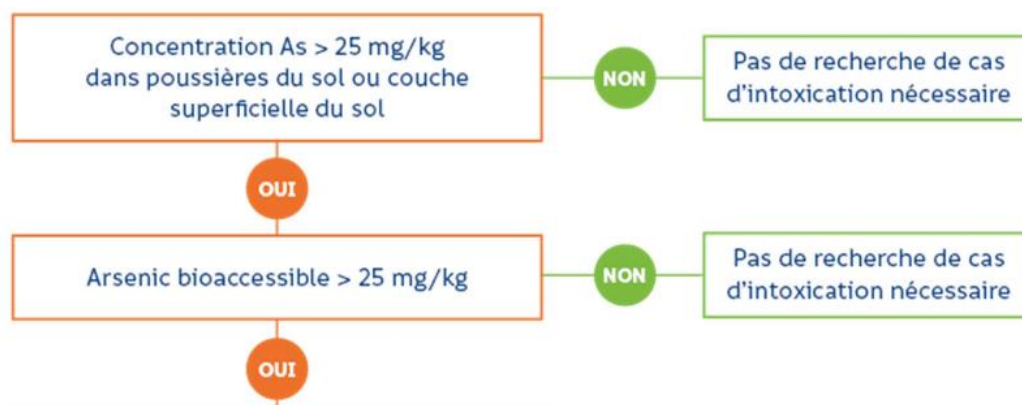 Concentration As > 25 mg/kg
dans poussières du sol ou couche
superficielle du sol
NON
Pas de recherche de cas
d’intoxication nécessaire
OUI
Arsenic bioaccessible > 25 mg/kg
NON
Pas de recherche de cas
d’intoxication nécessaire
OUI